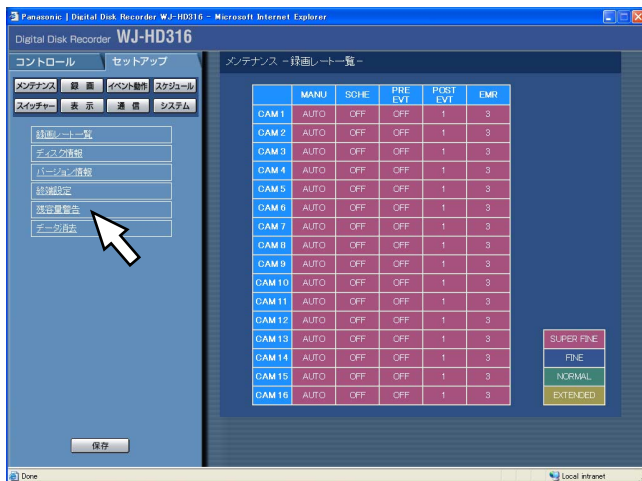 Panasonic | Digital Disk Recorder WJ-HD316 - Microsoft Internet Explorer
Digital Disk Recorder WJ-HD316
コントロール セットアップ
メンテナンス 録 画 イベント動作 スケジュール
スイッチャー 表 示 通 信 システム
録画レート一覧
ディスク情報
バージョン情報
終端設定
残容量警告
データ消去
保存
メンテナンス -録画レート一覧-
MANU SCHE PRE EVT POST EVT EMR
CAM 1 AUTO OFF OFF 1 3
CAM 2 AUTO OFF OFF 1 3
CAM 3 AUTO OFF OFF 1 3
CAM 4 AUTO OFF OFF 1 3
CAM 5 AUTO OFF OFF 1 3
CAM 6 AUTO OFF OFF 1 3
CAM 7 AUTO OFF OFF 1 3
CAM 8 AUTO OFF OFF 1 3
CAM 9 AUTO OFF OFF 1 3
CAM 10 AUTO OFF OFF 1 3
CAM 11 AUTO OFF OFF 1 3
CAM 12 AUTO OFF OFF 1 3
CAM 13 AUTO OFF OFF 1 3
CAM 14 AUTO OFF OFF 1 3
CAM 15 AUTO OFF OFF 1 3
CAM 16 AUTO OFF OFF 1 3
SUPER FINE
FINE
NORMAL
EXTENDED
Done Local intranet